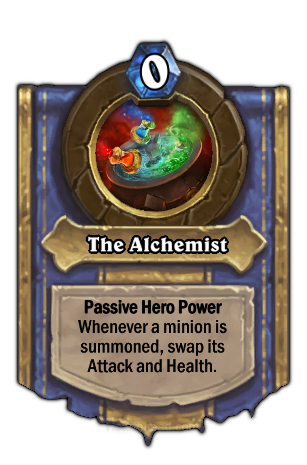 0
The Alchemist
Passive Hero Power
Whenever a minion is
summoned, swap its
Attack and Health.